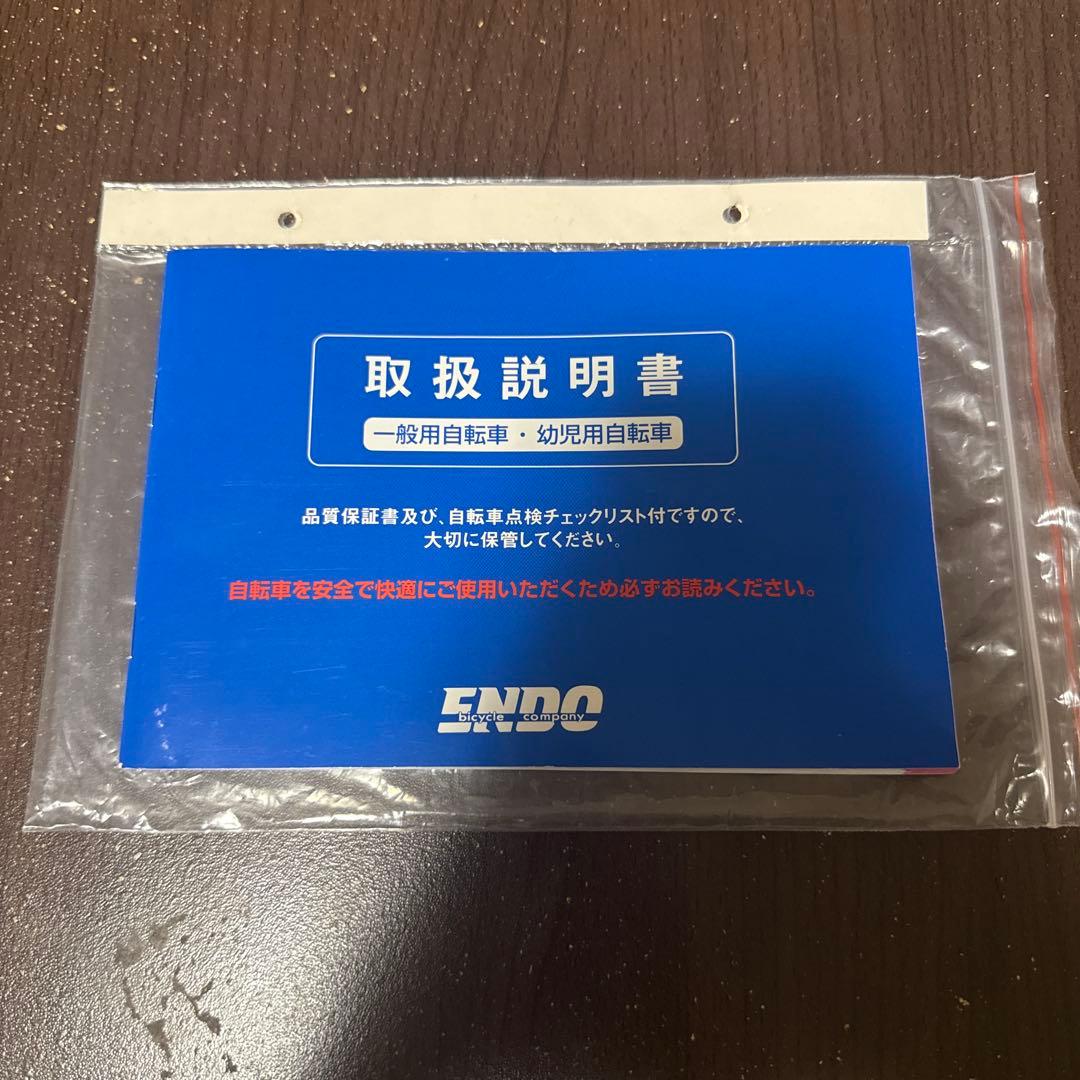 取扱説明書
一般用自転車・幼児用自転車
品質保証書及び、自転車点検チェックリスト付ですので、
大切に保管してください。
自転車を安全で快適にご使用いただくため必ずお読みください。
ENDO
bicycle company